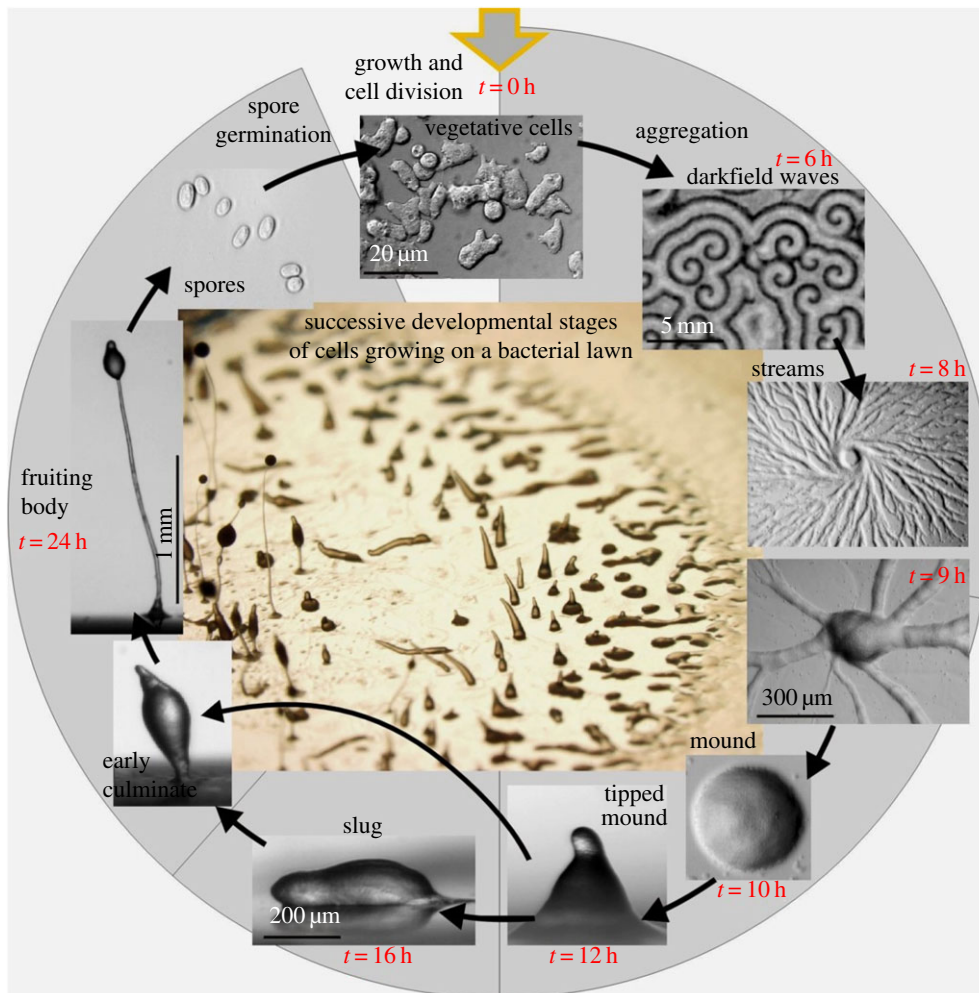 growth and
cell division
t = 0 h
vegetative cells
20 µm
aggregation
t = 6 h
darkfield waves
5 mm
streams
t = 8 h
t = 9 h
300 µm
mound
t = 10 h
tipped
mound
t = 12 h
slug
200 µm
t = 16 h
early
culminate
fruiting
body
t = 24 h
1 mm
spores
spore
germination
successive developmental stages
of cells growing on a bacterial lawn